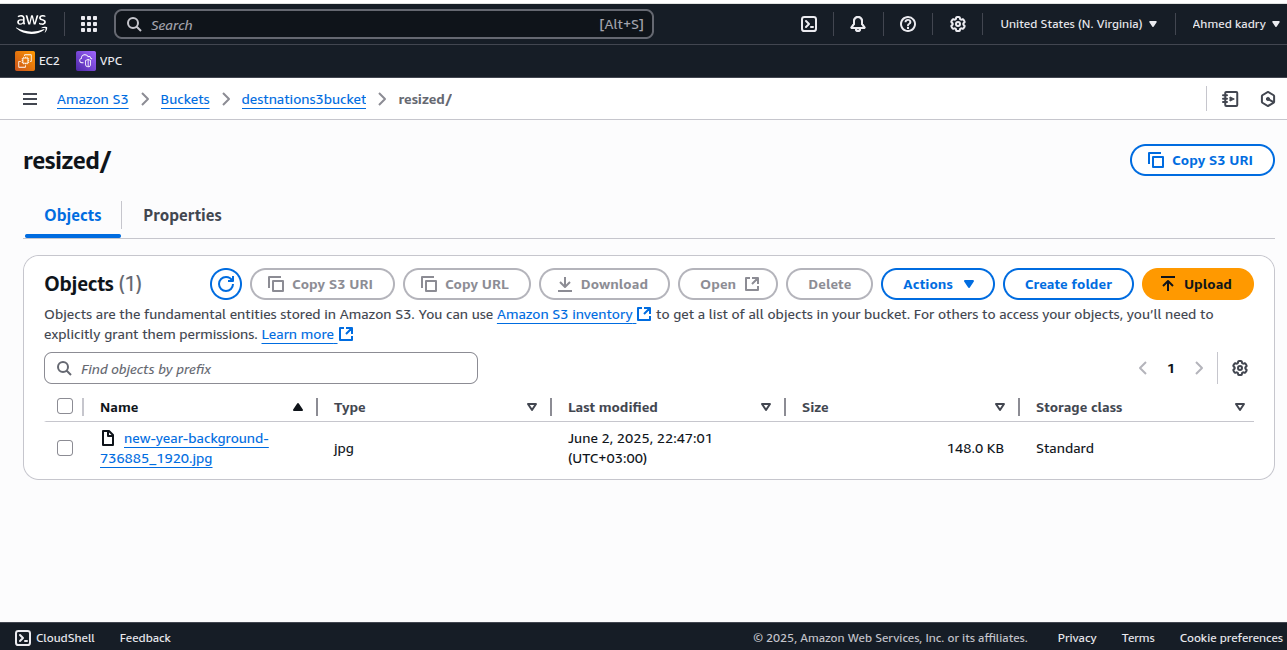 aws
Search [Alt+S]
United States (N. Virginia)
Ahmed kadry
EC2
VPC
Amazon S3
Buckets
destnations3bucket
resized/
resized/
Copy S3 URI
Objects
Properties
Objects (1)
Copy S3 URI
Copy URL
Download
Open
Delete
Actions
Create folder
Upload
Objects are the fundamental entities stored in Amazon S3. You can use Amazon S3 inventory to get a list of all objects in your bucket. For others to access your objects, you’ll need to
explicitly grant them permissions. Learn more
Find objects by prefix
1
Name
Type
Last modified
Size
Storage class
new-year-background-
736885_1920.jpg
jpg
June 2, 2025, 22:47:01
(UTC+03:00)
148.0 KB
Standard
CloudShell
Feedback
© 2025, Amazon Web Services, Inc. or its affiliates.
Privacy
Terms
Cookie preferences